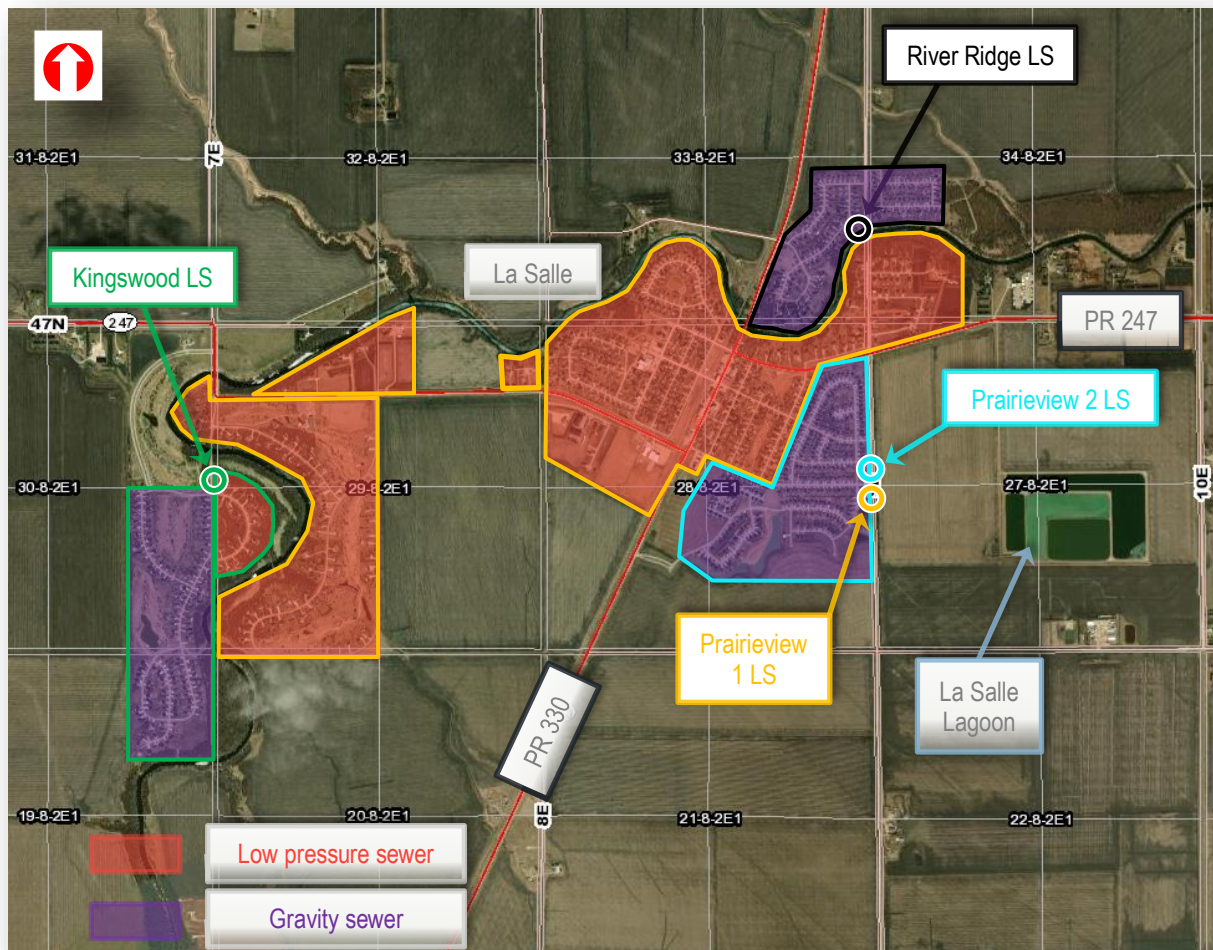 River Ridge LS
31-8-2E1
7E
32-8-2E1
33-8-2E1
34-8-2E1
Kingswood LS
La Salle
47N
247
PR 247
Prairieview 2 LS
30-8-2E1
29-8-2E1
28-8-2E1
27-8-2E1
10E
Prairieview
1 LS
La Salle
Lagoon
PR 330
19-8-2E1
20-8-2E1
8E
21-8-2E1
22-8-2E1
Low pressure sewer
Gravity sewer